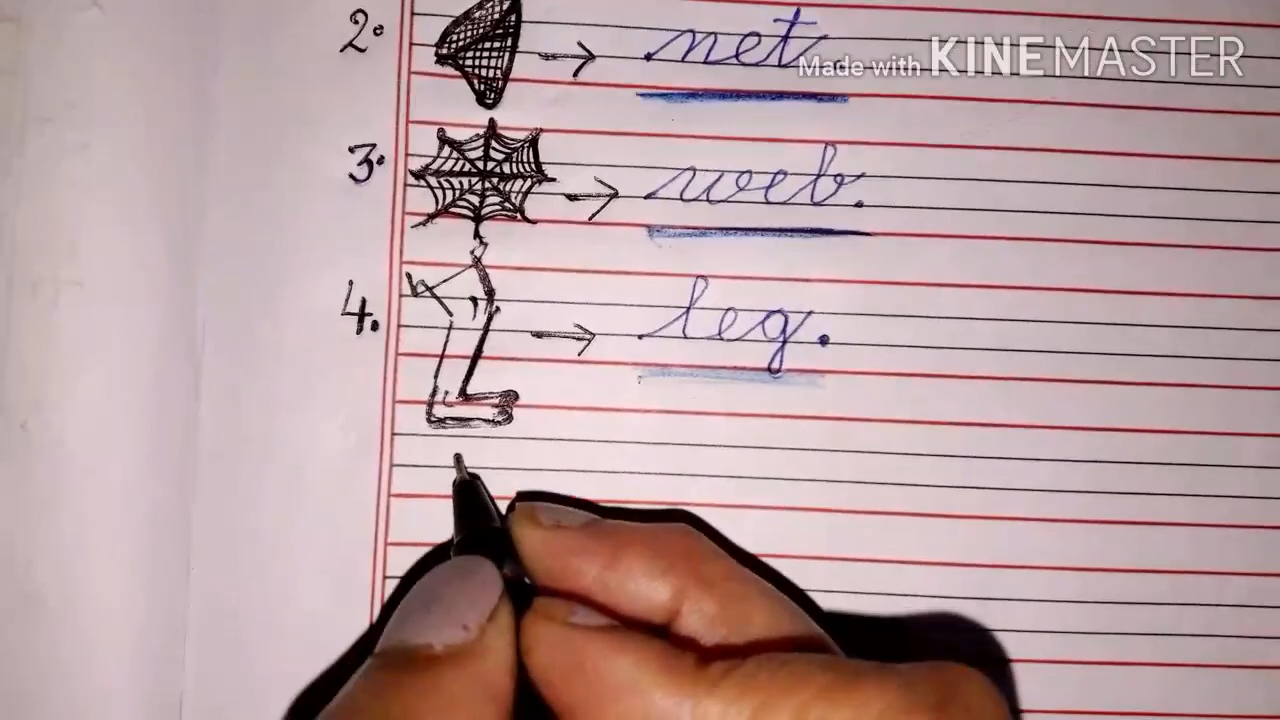 2. → net.
Made with KINEMASTER
3. → web.
4. → leg.